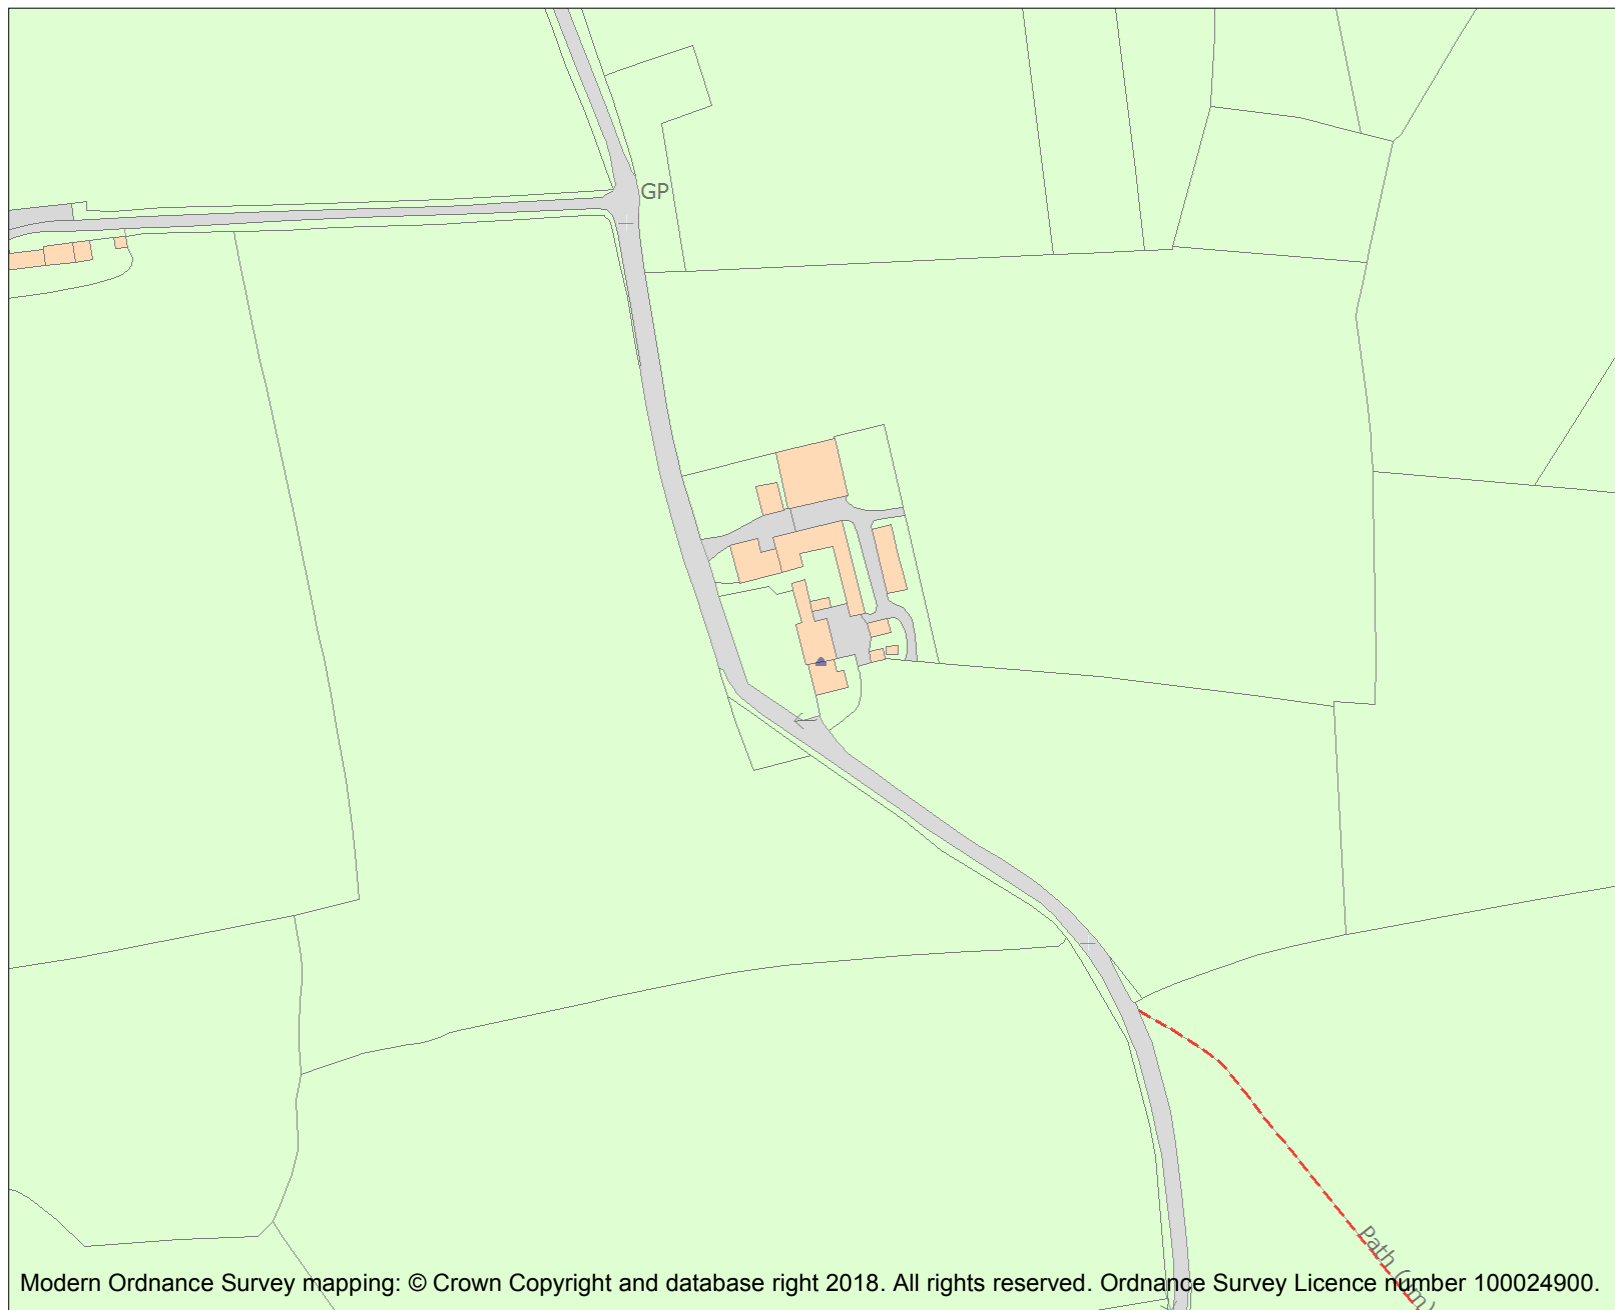 GP
Path (um)
Modern Ordnance Survey mapping: © Crown Copyright and database right 2018. All rights reserved. Ordnance Survey Licence number 100024900.